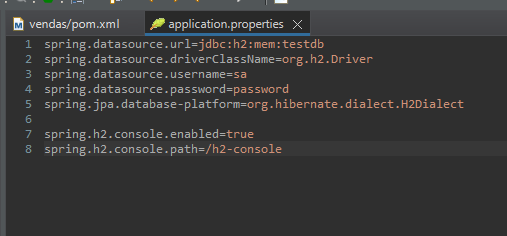 vendas/pom.xml
application.properties
1 spring.datasource.url=jdbc:h2:mem:testdb
2 spring.datasource.driverClassName=org.h2.Driver
3 spring.datasource.username=sa
4 spring.datasource.password=password
5 spring.jpa.database-platform=org.hibernate.dialect.H2Dialect
6
7 spring.h2.console.enabled=true
8 spring.h2.console.path=/h2-console